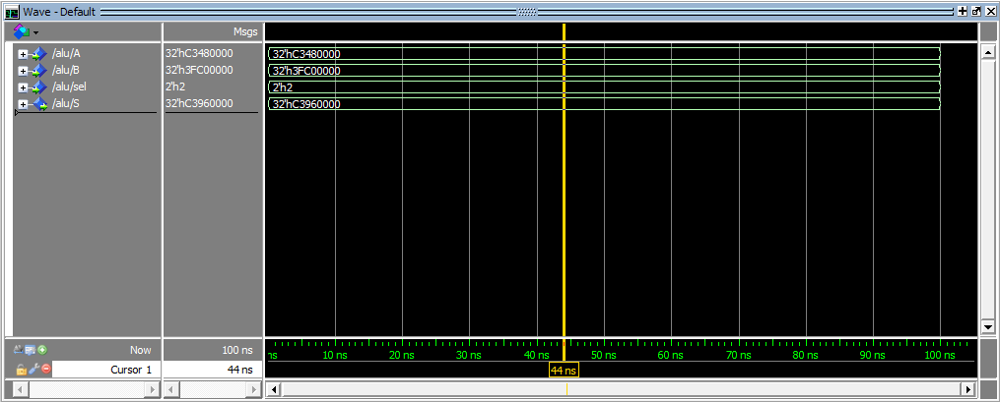 Wave - Default
Msgs
/alu/A 32'hC3480000 32'hC3480000
/alu/B 32'h3FC00000 32'h3FC00000
/alu/sel 2'h2 2'h2
/alu/S 32'hC3960000 32'hC3960000
Now 100 ns ns 10 ns 20 ns 30 ns 40 ns 50 ns 60 ns 70 ns 80 ns 90 ns 100 ns
Cursor 1 44 ns 44 ns